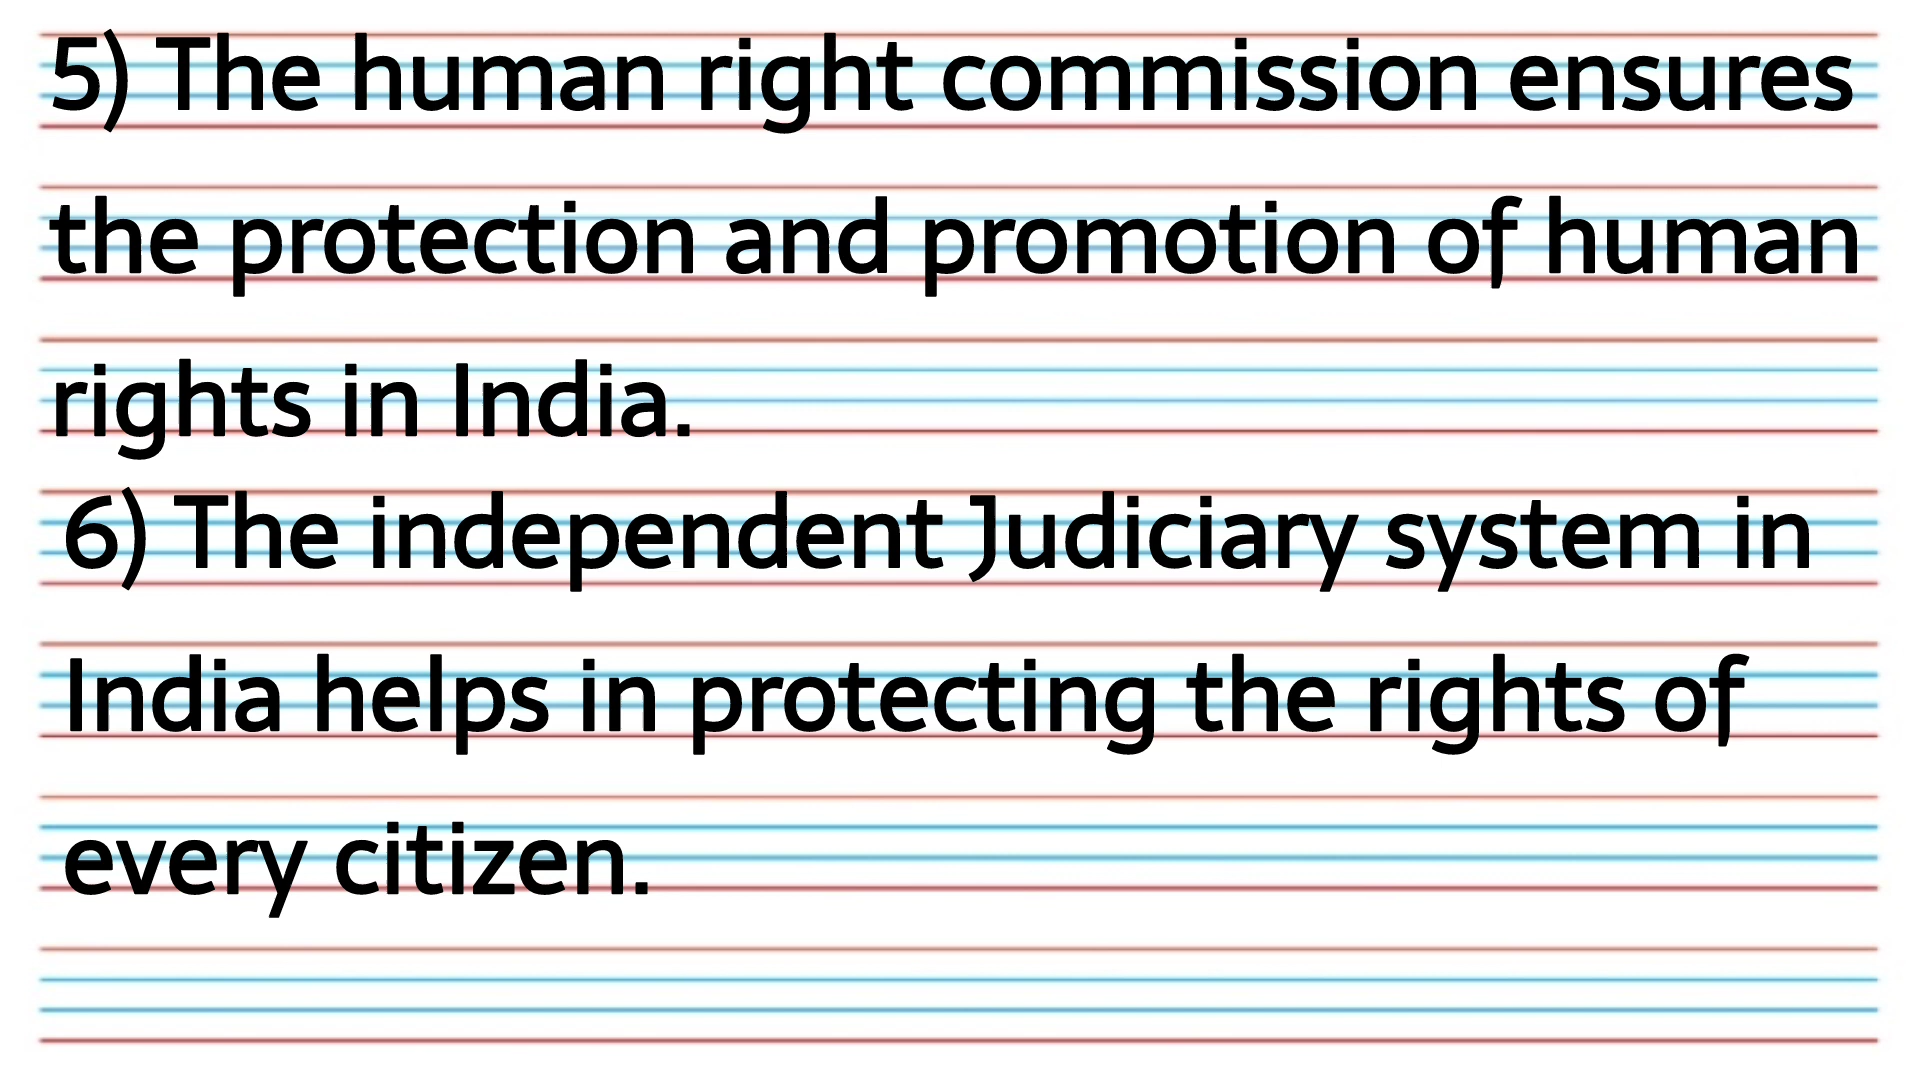 5) The human right commission ensures
the protection and promotion of human
rights in India.
6) The independent Judiciary system in
India helps in protecting the rights of
every citizen.